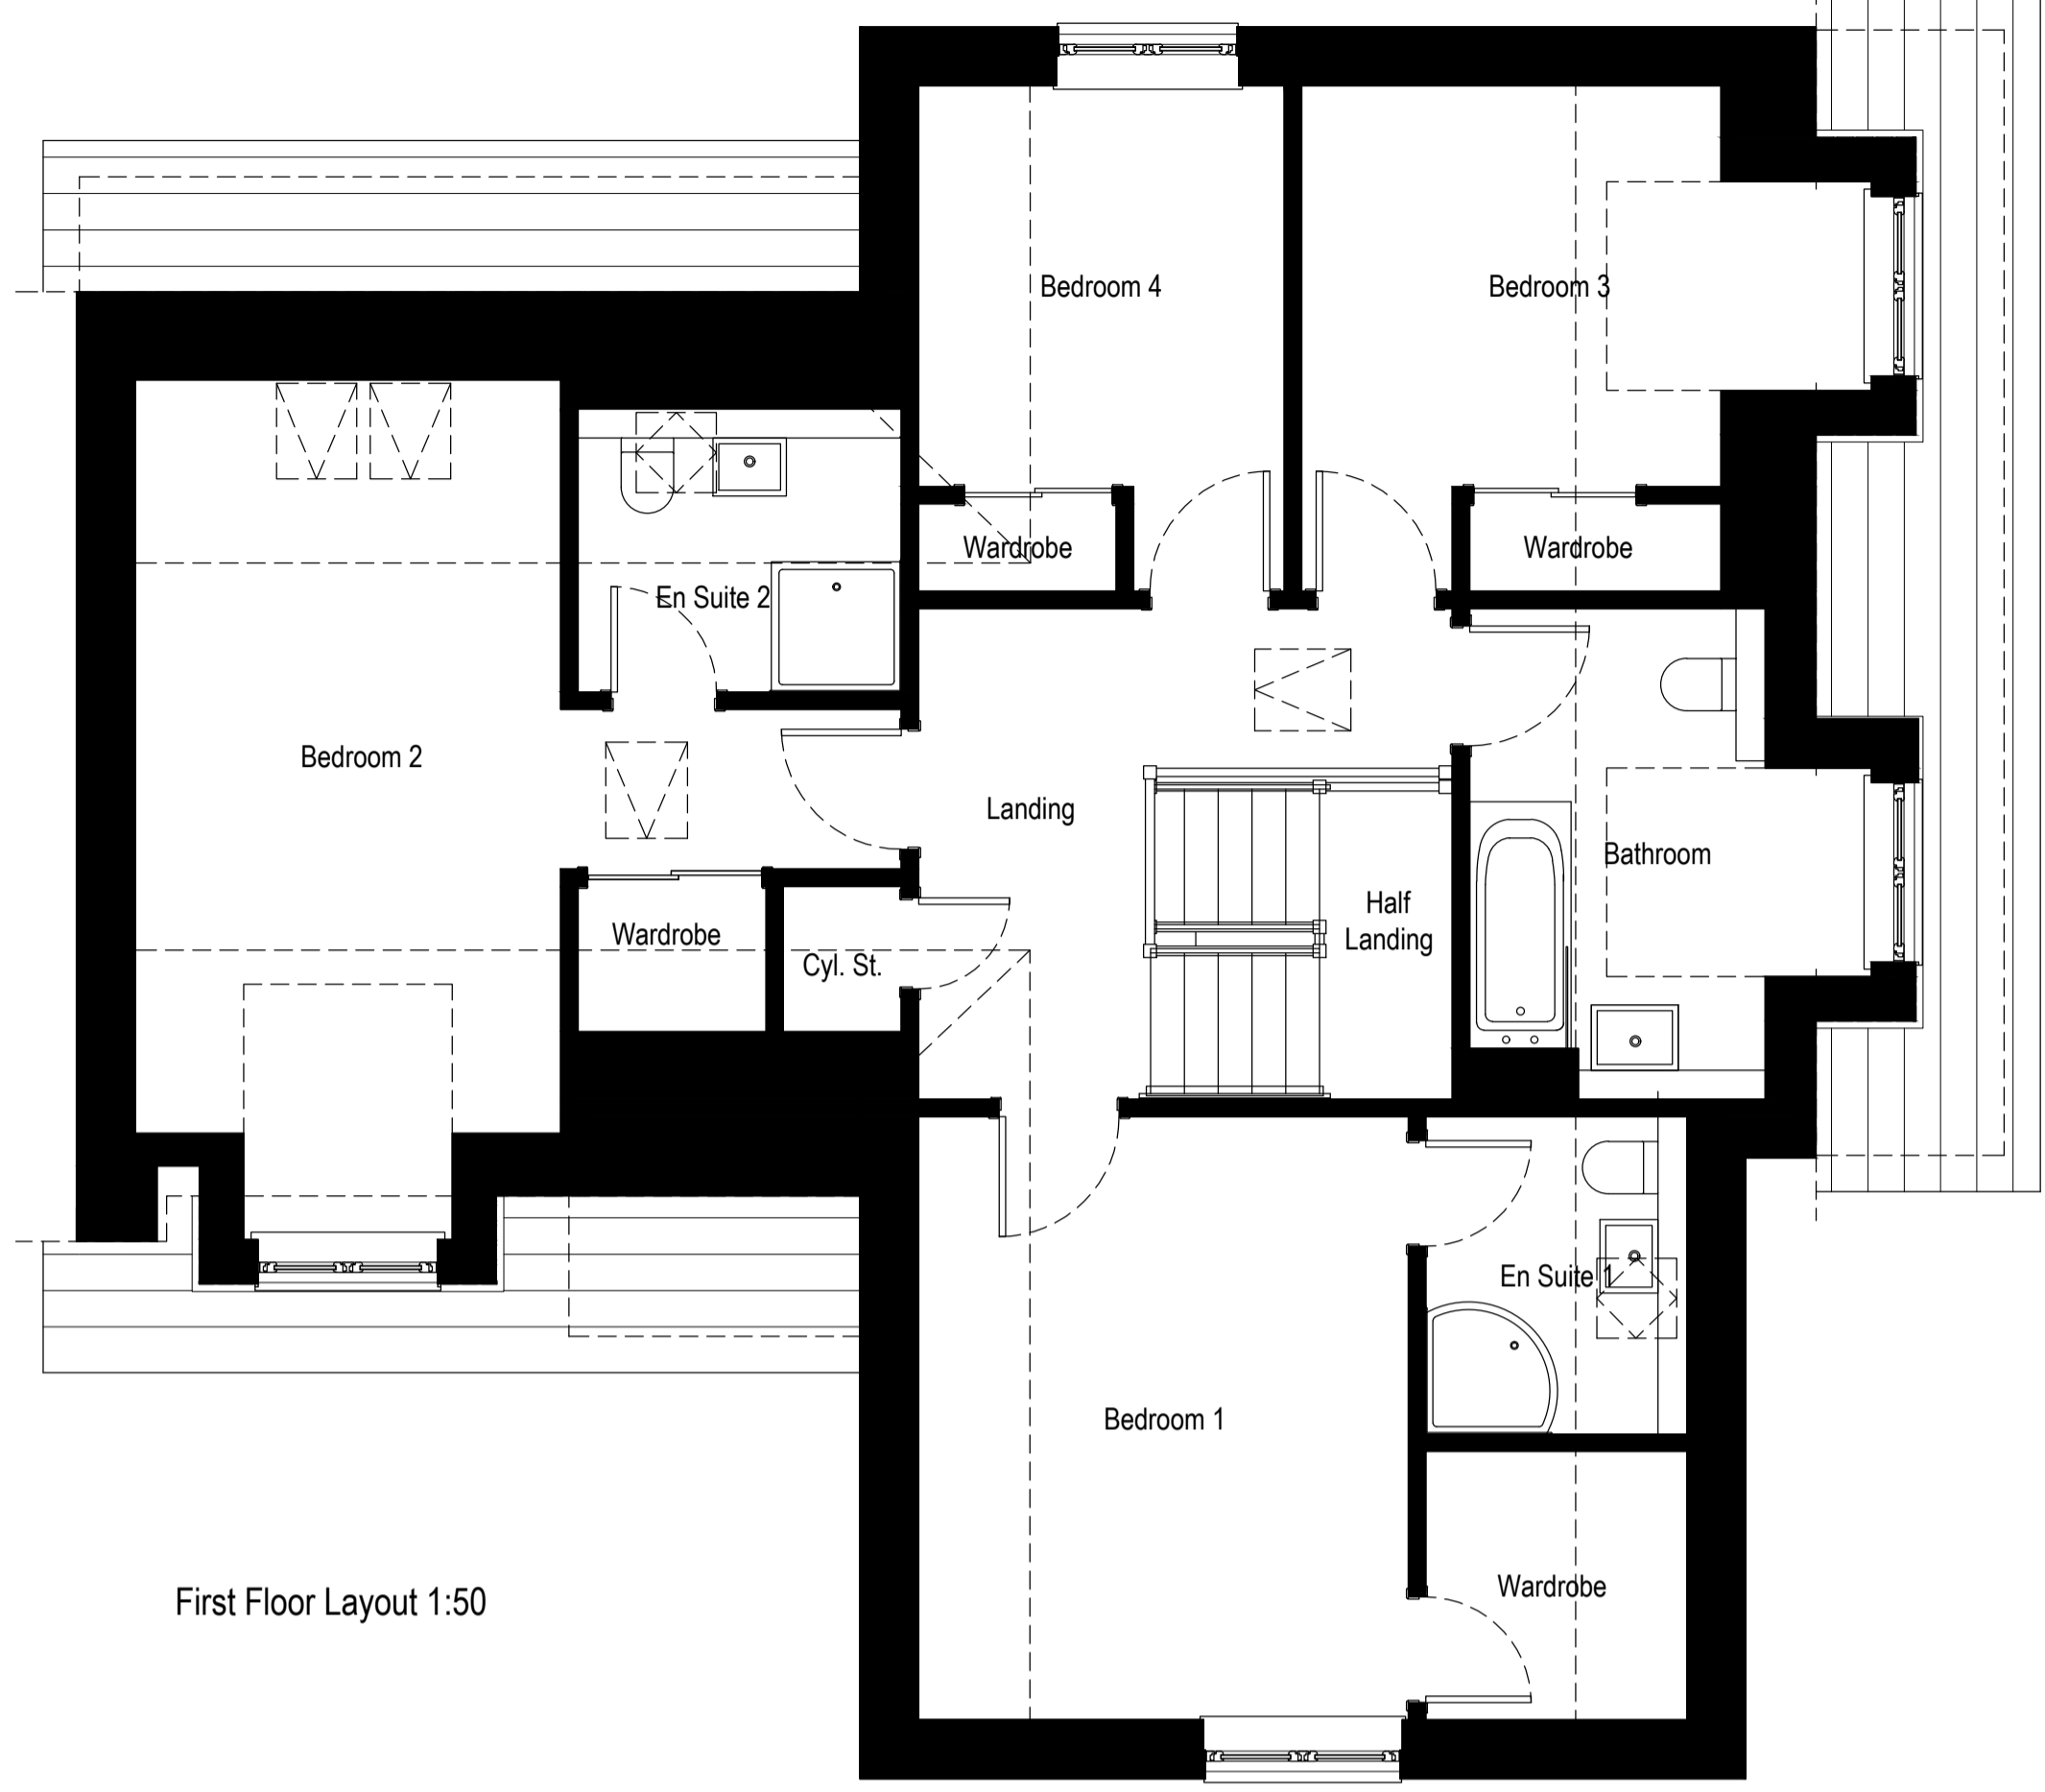 Bedroom 4
Bedroom 3
Wardrobe
Wardrobe
En Suite 2
Bedroom 2
Landing
Bathroom
Half
Landing
Wardrobe
Cyl. St.
En Suite 1
Bedroom 1
Wardrobe
First Floor Layout 1:50